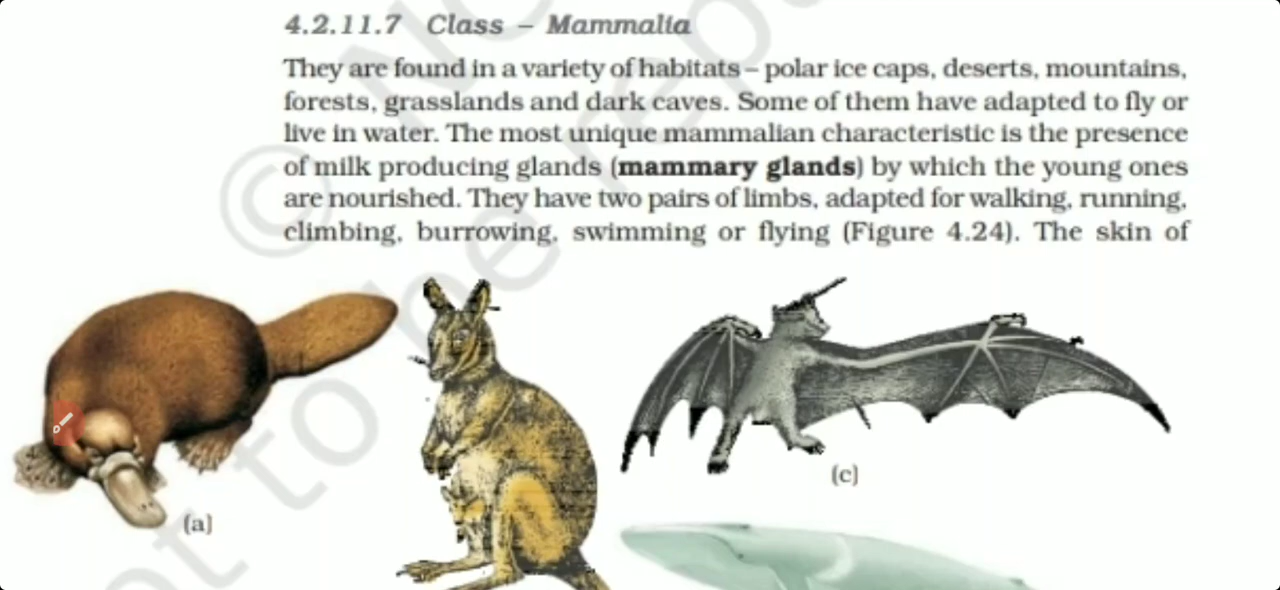 4.2.11.7 Class – Mammalia
They are found in a variety of habitats – polar ice caps, deserts, mountains,
forests, grasslands and dark caves. Some of them have adapted to fly or
live in water. The most unique mammalian characteristic is the presence
of milk producing glands (mammary glands) by which the young ones
are nourished. They have two pairs of limbs, adapted for walking, running,
climbing, burrowing, swimming or flying (Figure 4.24). The skin of
(c)
(a)